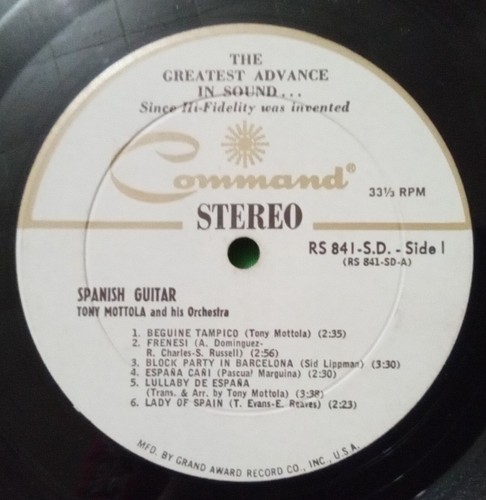 THE
GREATEST ADVANCE
IN SOUND...
Since Hi-Fidelity was invented
Command®
33⅓ RPM
STEREO
RS 841-S.D. - Side 1
(RS 841-SD-A)
SPANISH GUITAR
TONY MOTTOLA and his Orchestra
1. BEGUINE TAMPICO (Tony Mottola) (2:35)
2. FRENESI (A. Dominguez-
R. Charles-S. Russell) (2:56)
3. BLOCK PARTY IN BARCELONA (Sid Lippman) (3:30)
4. ESPAÑA CAÑI (Pascual Marguina) (2:30)
5. LULLABY DE ESPAÑA
(Trans. & Arr. by Tony Mottola) (3:38)
6. LADY OF SPAIN (T. Evans-E. Reaves) (2:23)
MFD. BY GRAND AWARD RECORD CO., INC., U.S.A.